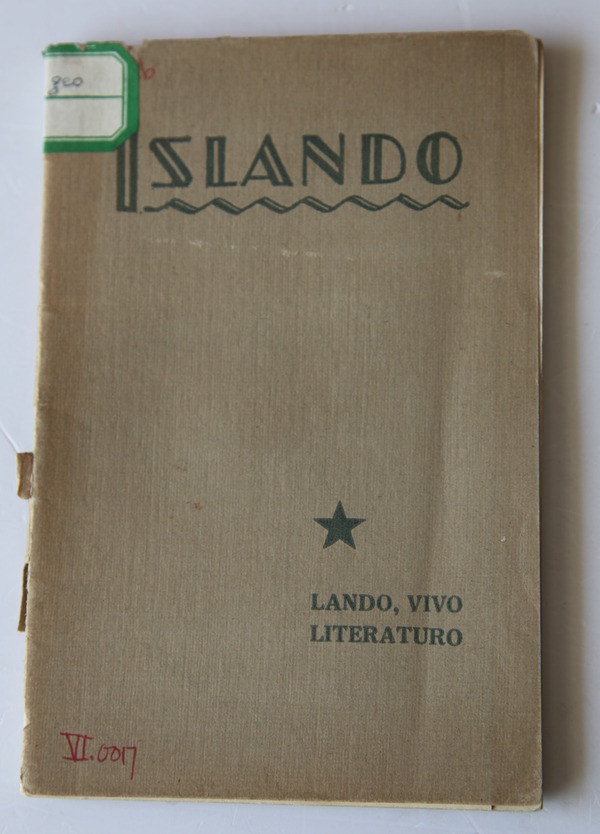 geo
ISLANDO
LANDO, VIVO
LITERATURO
VI.0017